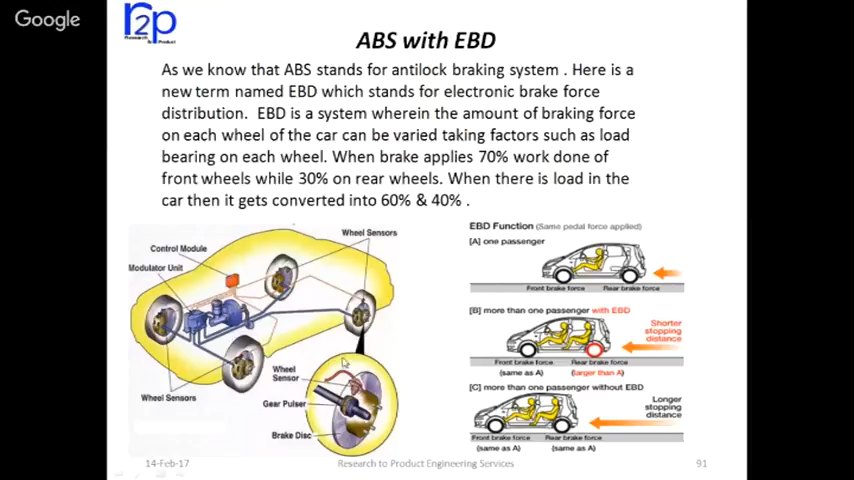 Google
r2p
Research to Product
ABS with EBD
As we know that ABS stands for antilock braking system . Here is a
new term named EBD which stands for electronic brake force
distribution. EBD is a system wherein the amount of braking force
on each wheel of the car can be varied taking factors such as load
bearing on each wheel. When brake applies 70% work done of
front wheels while 30% on rear wheels. When there is load in the
car then it gets converted into 60% & 40% .
Wheel Sensors
Control Module
Modulator Unit
Wheel
Sensor
Gear Pulser
Wheel Sensors
Brake Disc
EBD Function (Same pedal force applied)
[A] one passenger
Front brake force Rear brake force
[B] more than one passenger with EBD
Shorter
stopping
distance
Front brake force Rear brake force
(same as A) (larger than A)
[C] more than one passenger without EBD
Longer
stopping
distance
Front brake force Rear brake force
(same as A) (same as A)
14-Feb-17 Research to Product Engineering Services 91